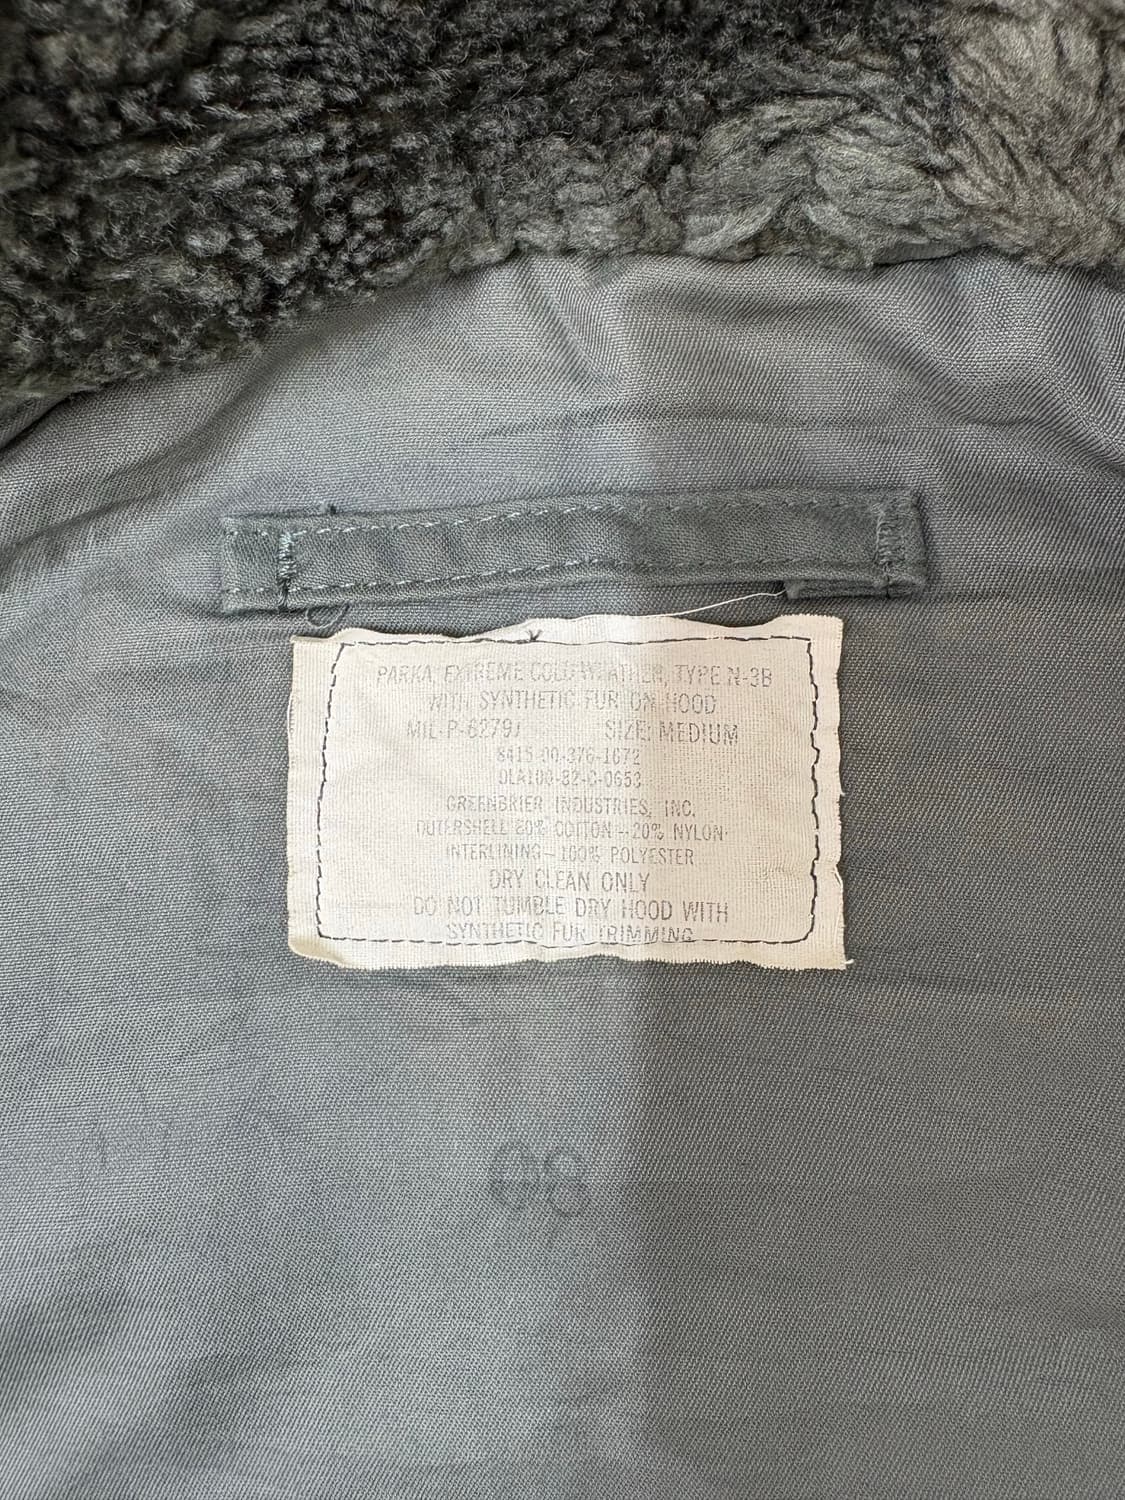 PARKA, EXTREME COLD WEATHER, TYPE N-3B
WITH SYNTHETIC FUR ON HOOD
MIL-P-6279J SIZE: MEDIUM
8415-00-376-1672
DLA100-82-C-0653
GREENBRIER INDUSTRIES, INC.
OUTERSHELL 80% COTTON - 20% NYLON
INTERLINING - 100% POLYESTER
DRY CLEAN ONLY
DO NOT TUMBLE DRY HOOD WITH
SYNTHETIC FUR TRIMMING